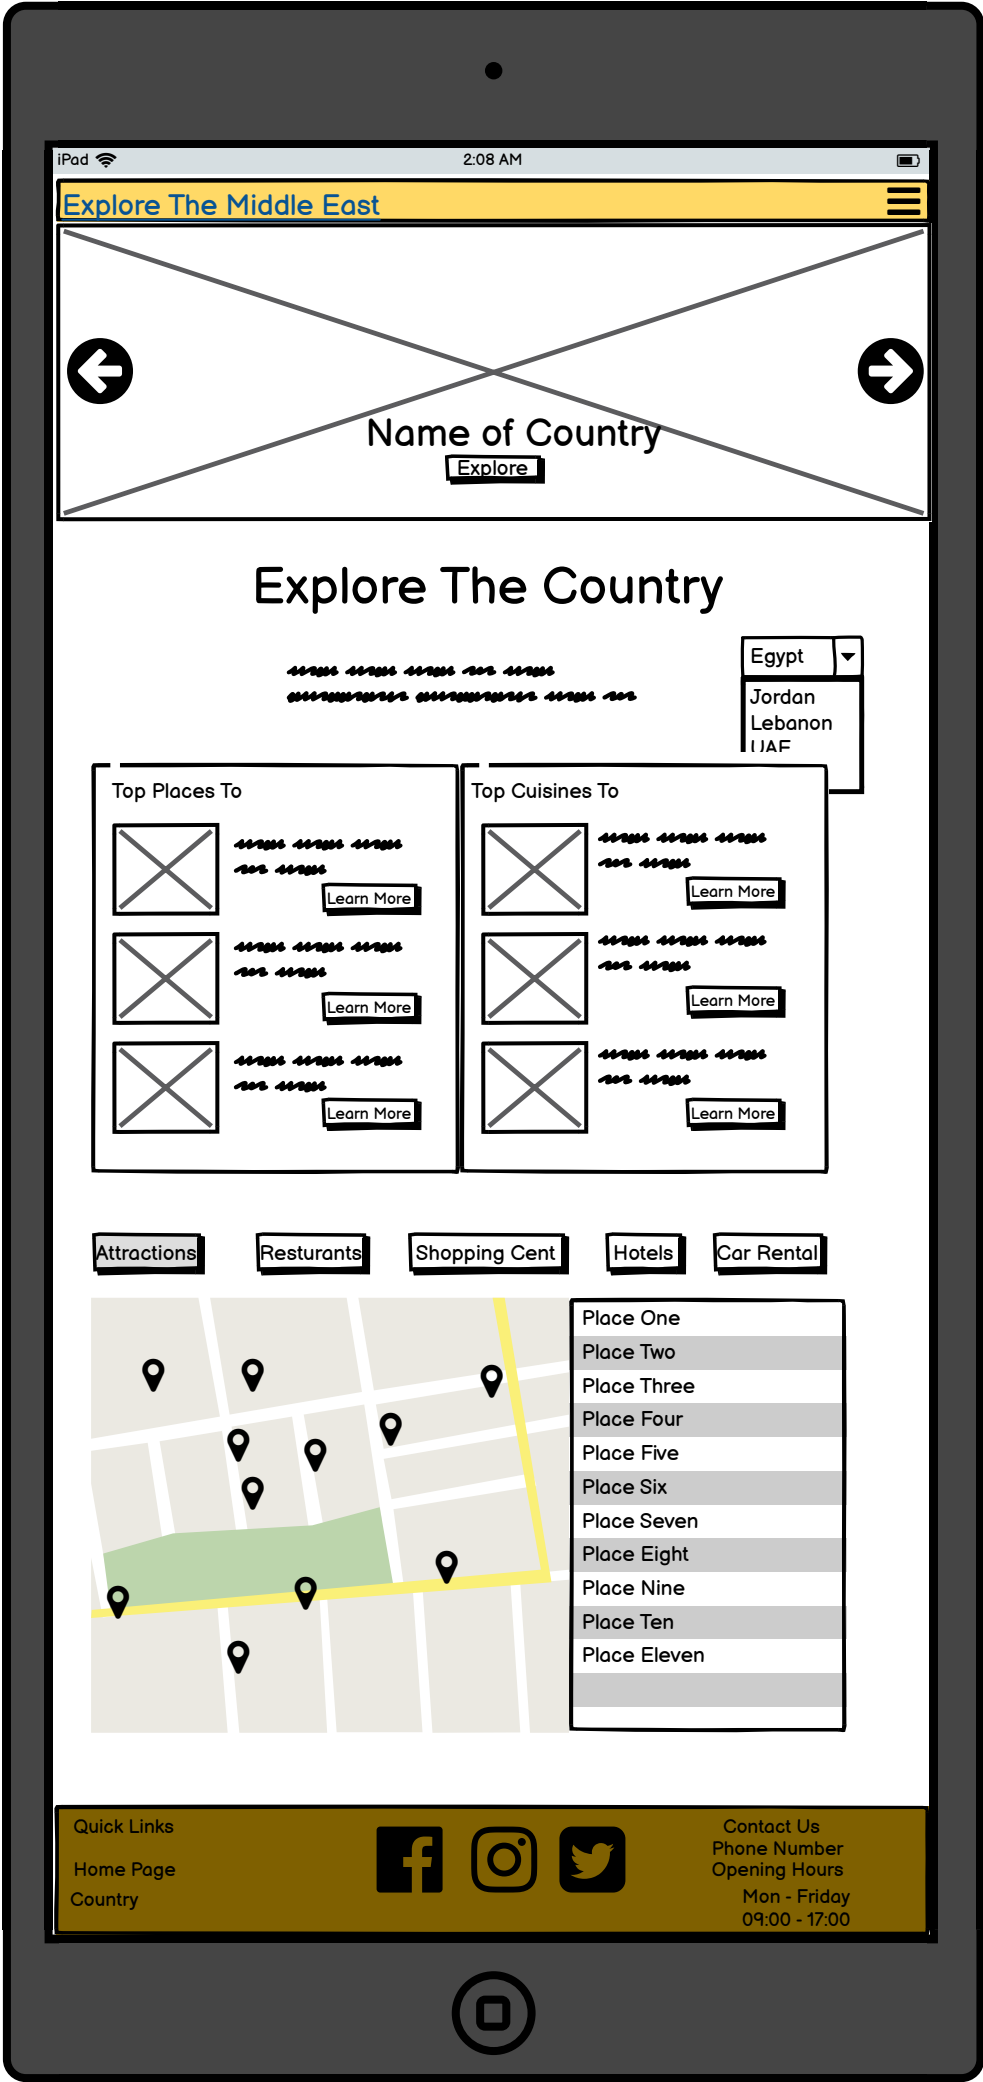 iPad
2:08 AM
Explore The Middle East
Name of Country
Explore
Explore The Country
Egypt
Jordan
Lebanon
UAE
Top Places To
Learn More
Learn More
Learn More
Top Cuisines To
Learn More
Learn More
Learn More
Attractions
Resturants
Shopping Cent
Hotels
Car Rental
Place One
Place Two
Place Three
Place Four
Place Five
Place Six
Place Seven
Place Eight
Place Nine
Place Ten
Place Eleven
Quick Links
Home Page
Country
Contact Us
Phone Number
Opening Hours
Mon - Friday
09:00 - 17:00